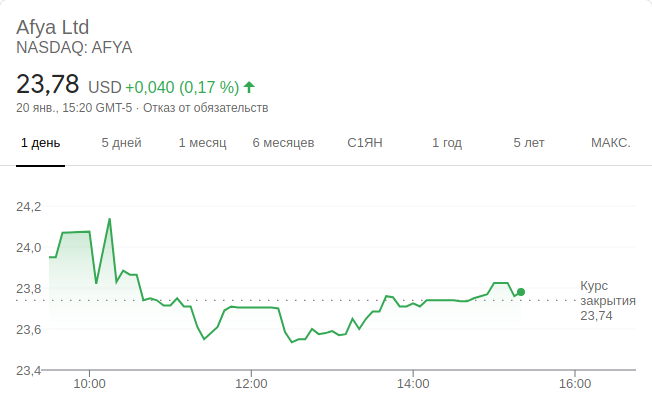 Afya Ltd
NASDAQ: AFYA
23,78 USD +0,040 (0,17 %)
20 янв., 15:20 GMT-5 · Отказ от обязательств
1 день 5 дней 1 месяц 6 месяцев С1ЯН 1 год 5 лет МАКС.
24,2
24,0
23,8
23,6
23,4
Курс
закрытия
23,74
10:00 12:00 14:00 16:00